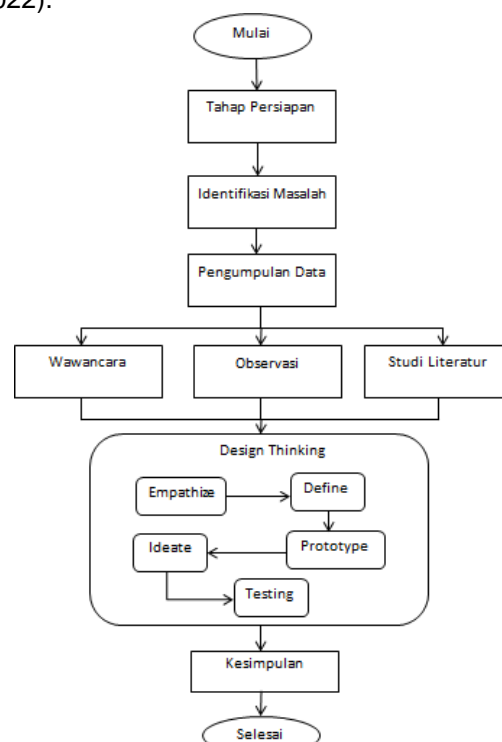 022).
Mulai
Tahap Persiapan
Identifikasi Masalah
Pengumpulan Data
Wawancara
Observasi
Studi Literatur
Design Thinking
Empathize
Define
Ideate
Prototype
Testing
Kesimpulan
Selesai